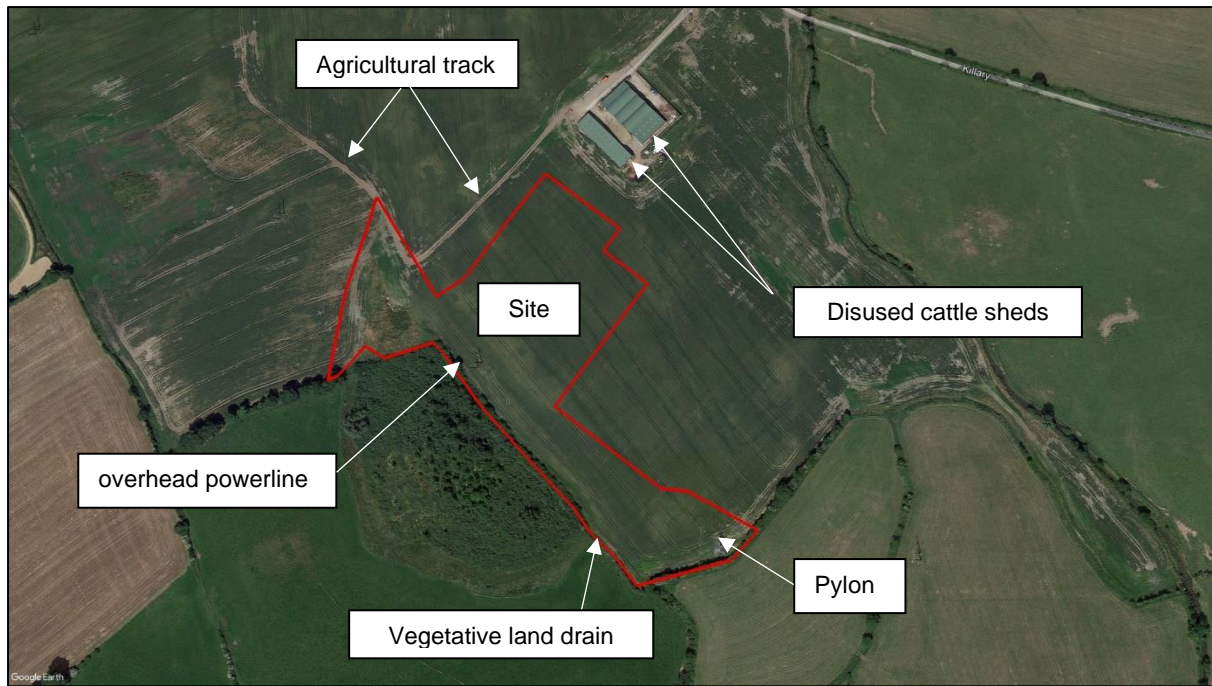 Agricultural track
Killary
Site
Disused cattle sheds
overhead powerline
Pylon
Vegetative land drain
Google Earth